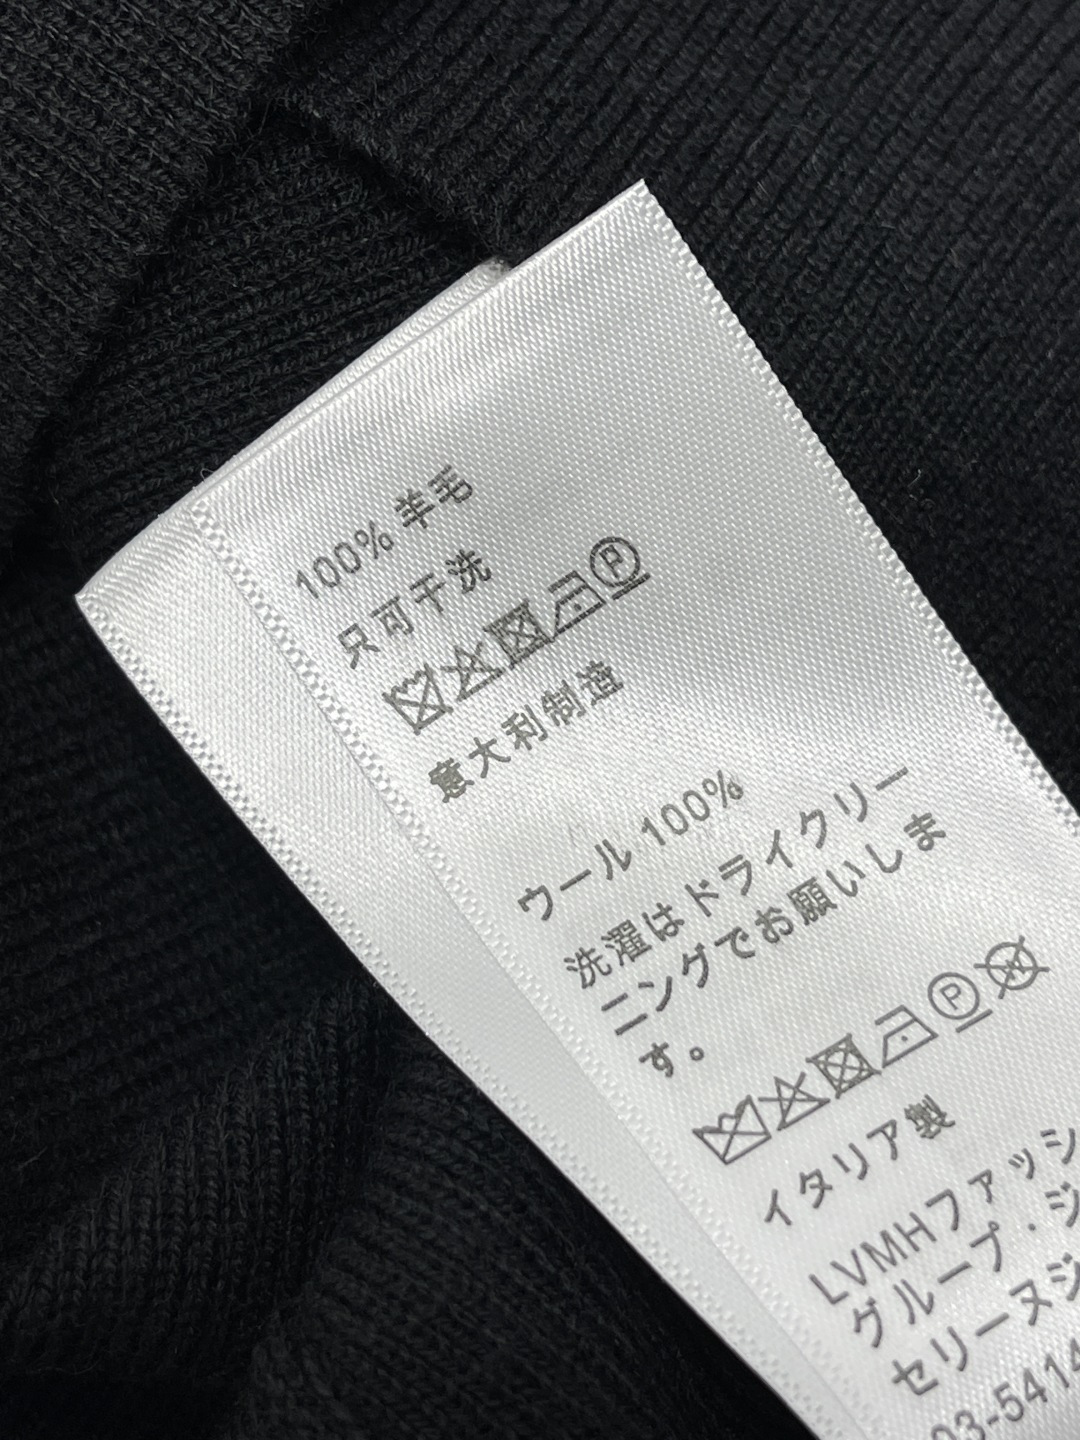 100% 羊毛
只可干洗
P
意大利制造
ウール 100%
洗濯はドライクリー
ニングでお願いしま
す。
P W
イタリア製
LVMHファッシ
グループ・ジ
セリーヌジ
03-5414